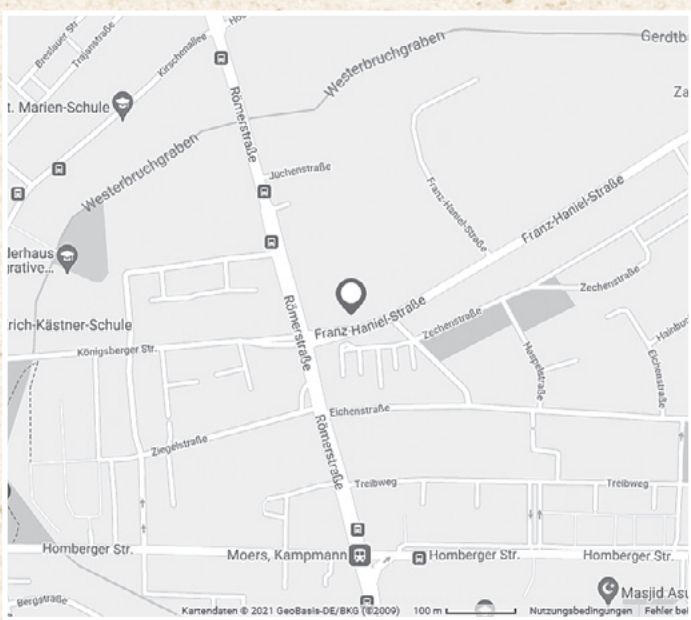 Breslauer Str
Trajanstraße
Kirschenallee
Römerstraße
Westerbruchgraben
Gerdtb
t. Marien-Schule
Za
Westerbruchgraben
Jüchenstraße
Franz-Haniel-Straße
Franz-Haniel-Straße
derhaus
grative...
Zechenstraße
Römerstraße
Franz-Haniel-Straße
Zechenstraße
rich-Kästner-Schule
Königsberger Str.
Haspelstraße
Hainbu
Eichenstraße
Eichenstraße
Römerstraße
Ziegelstraße
Treibweg
Treibweg
Homberger Str.
Moers, Kampmann
Homberger Str.
Homberger Str.
Masjid Asu
Bergstraße
Kartendaten © 2021 GeoBasis-DE/BKG (©2009)
100 m
Nutzungsbedingungen
Fehler bei